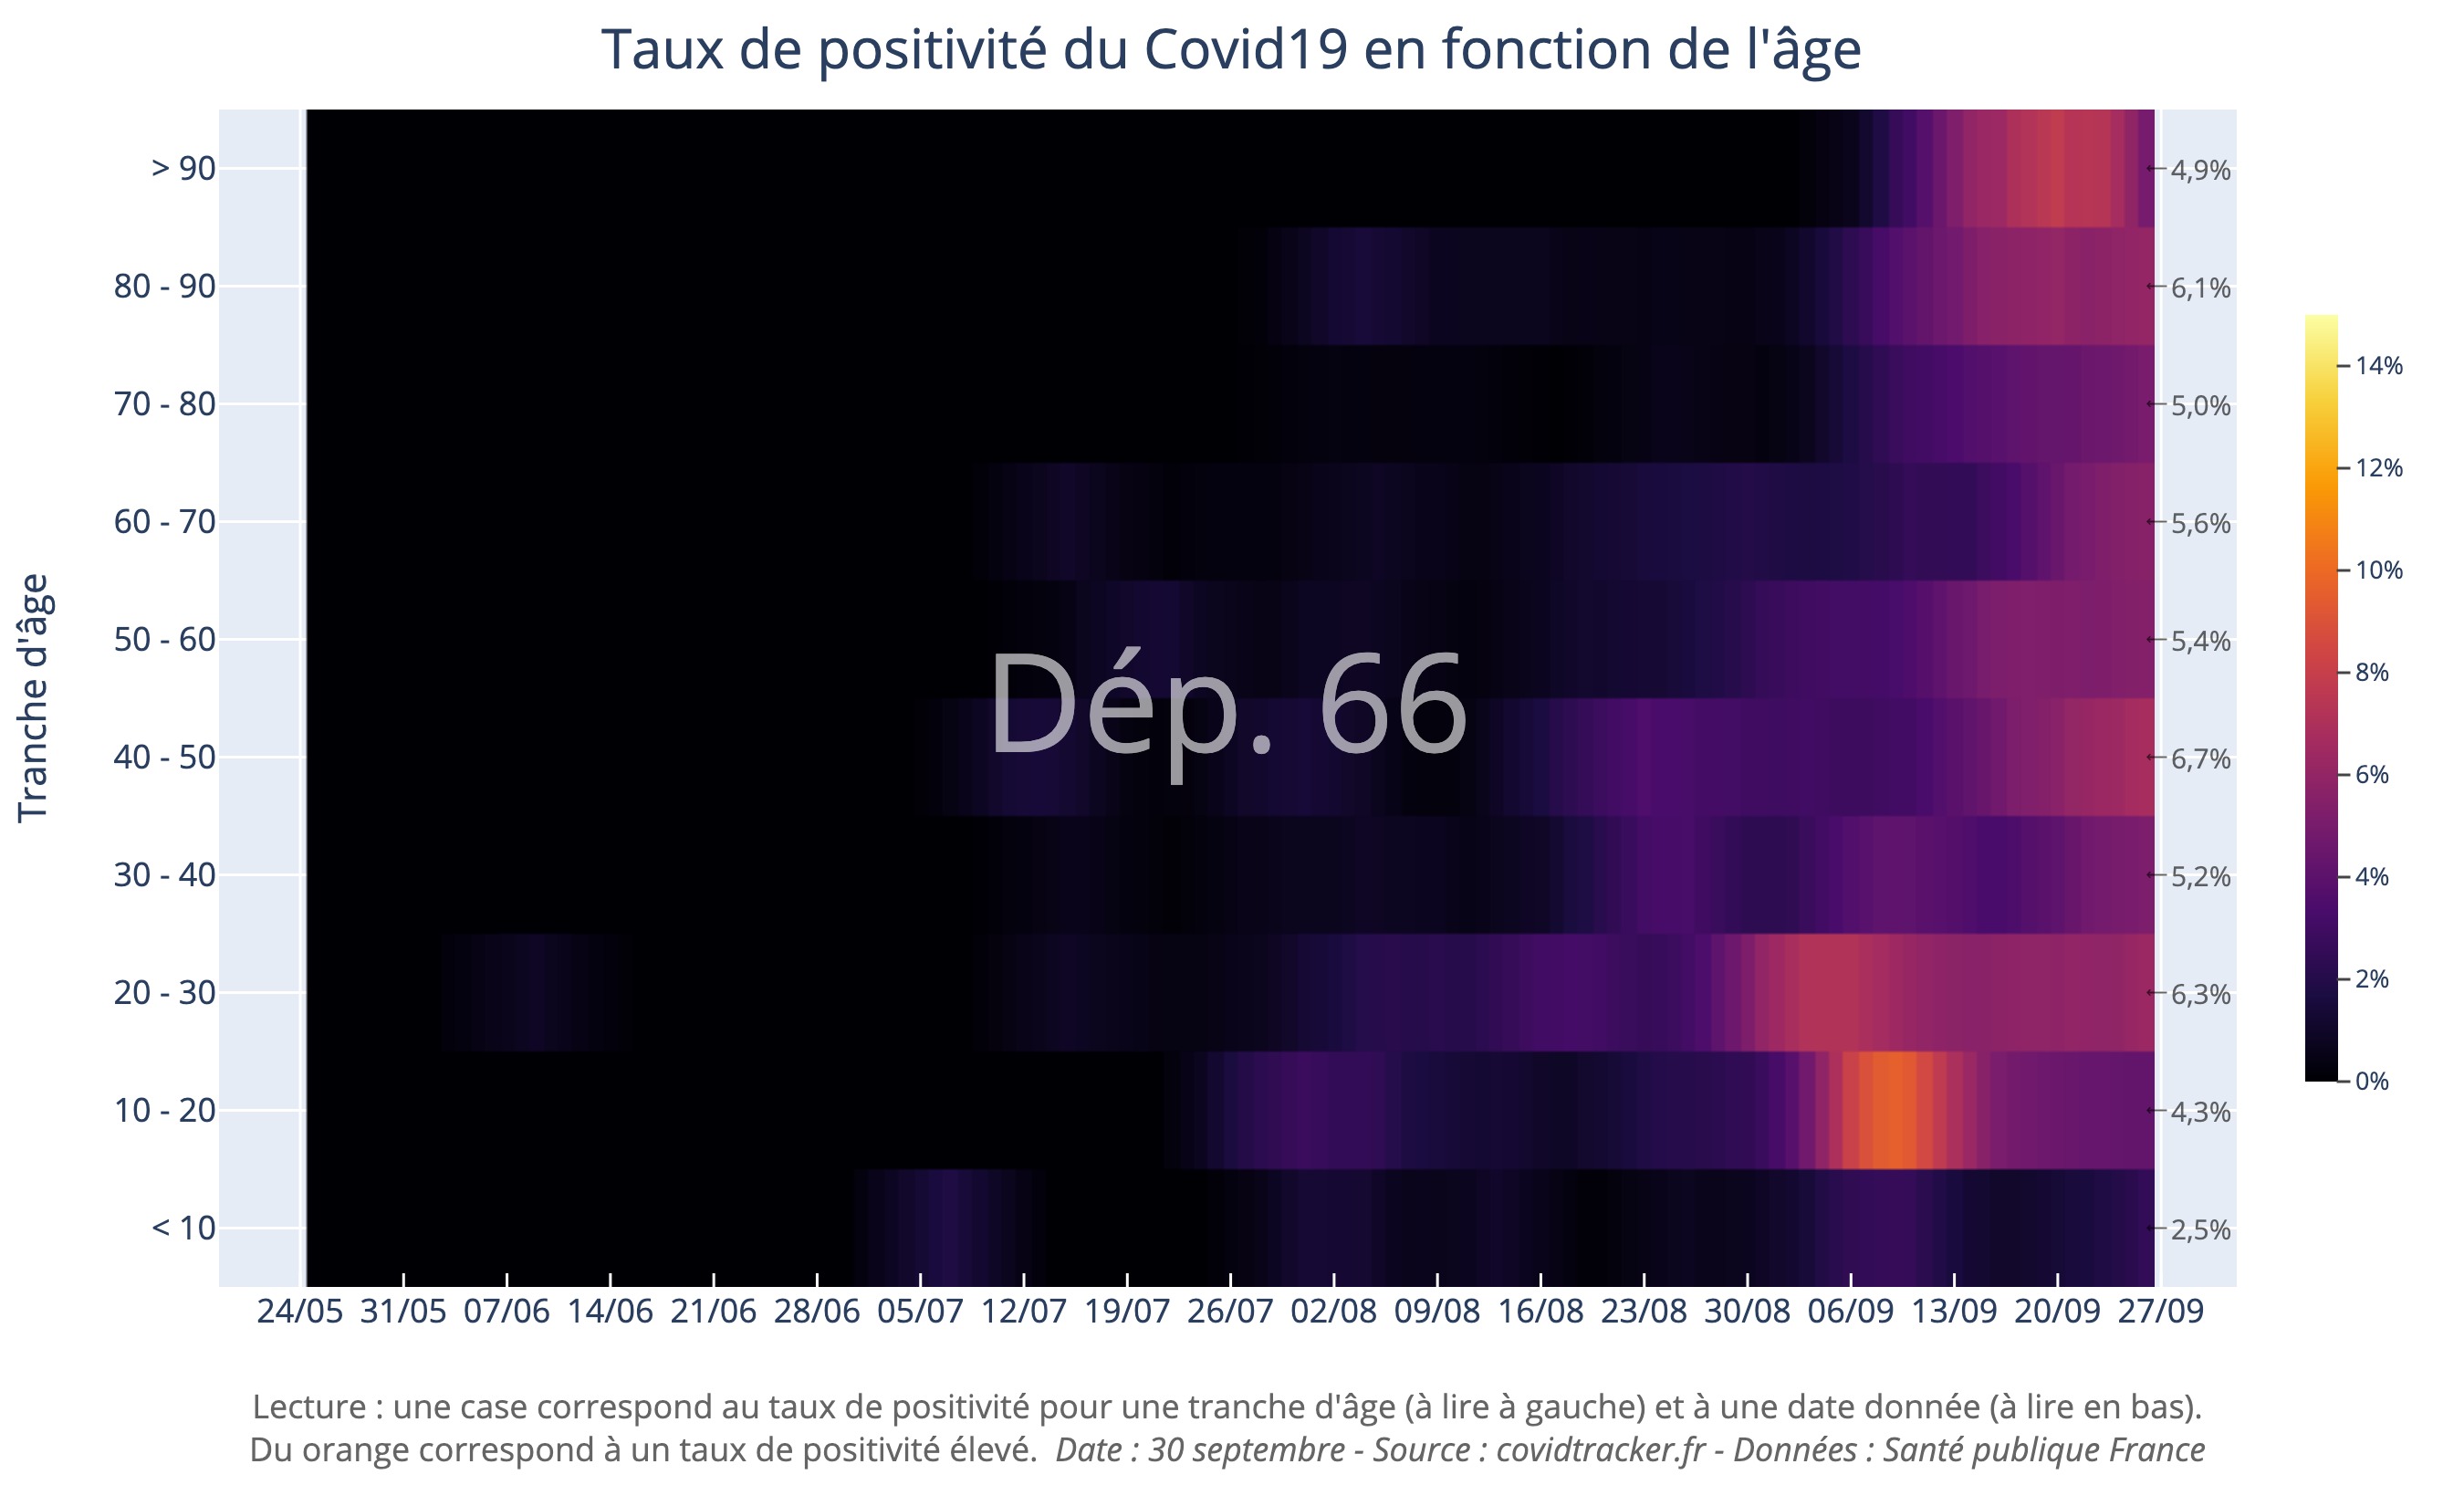 Taux de positivité du Covid19 en fonction de l'âge
Tranche d'âge
> 90
80 - 90
70 - 80
60 - 70
50 - 60
40 - 50
30 - 40
20 - 30
10 - 20
< 10
Dép. 66
4,9%
6,1%
5,0%
5,6%
5,4%
6,7%
5,2%
6,3%
4,3%
2,5%
14%
12%
10%
8%
6%
4%
2%
0%
24/05 31/05 07/06 14/06 21/06 28/06 05/07 12/07 19/07 26/07 02/08 09/08 16/08 23/08 30/08 06/09 13/09 20/09 27/09
Lecture : une case correspond au taux de positivité pour une tranche d'âge (à lire à gauche) et à une date donnée (à lire en bas).
Du orange correspond à un taux de positivité élevé. Date : 30 septembre - Source : covidtracker.fr - Données : Santé publique France